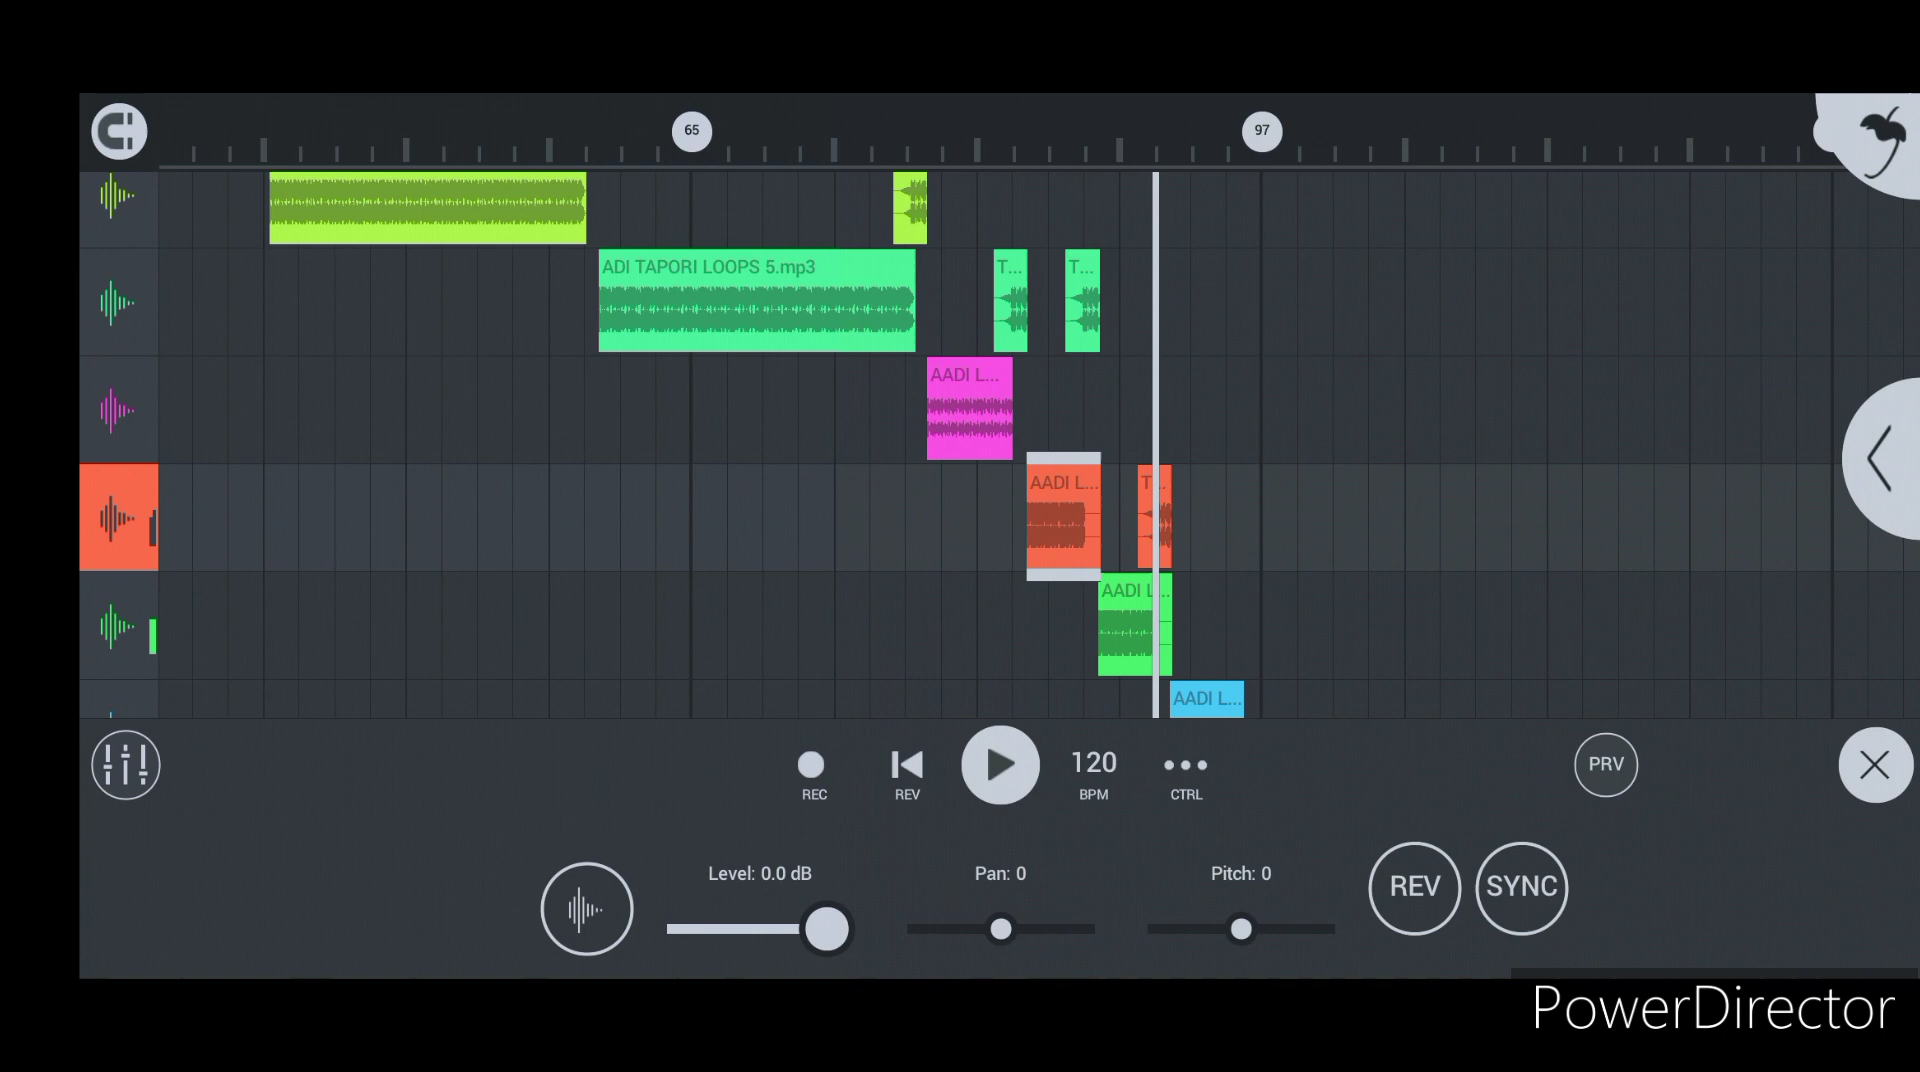 65
97
ADI TAPORI LOOPS 5.mp3
T...
T...
AADI L...
AADI L...
T...
AADI L...
AADI L...
120
PRV
REC
REV
BPM
CTRL
Level: 0.0 dB
Pan: 0
Pitch: 0
REV
SYNC
PowerDirector